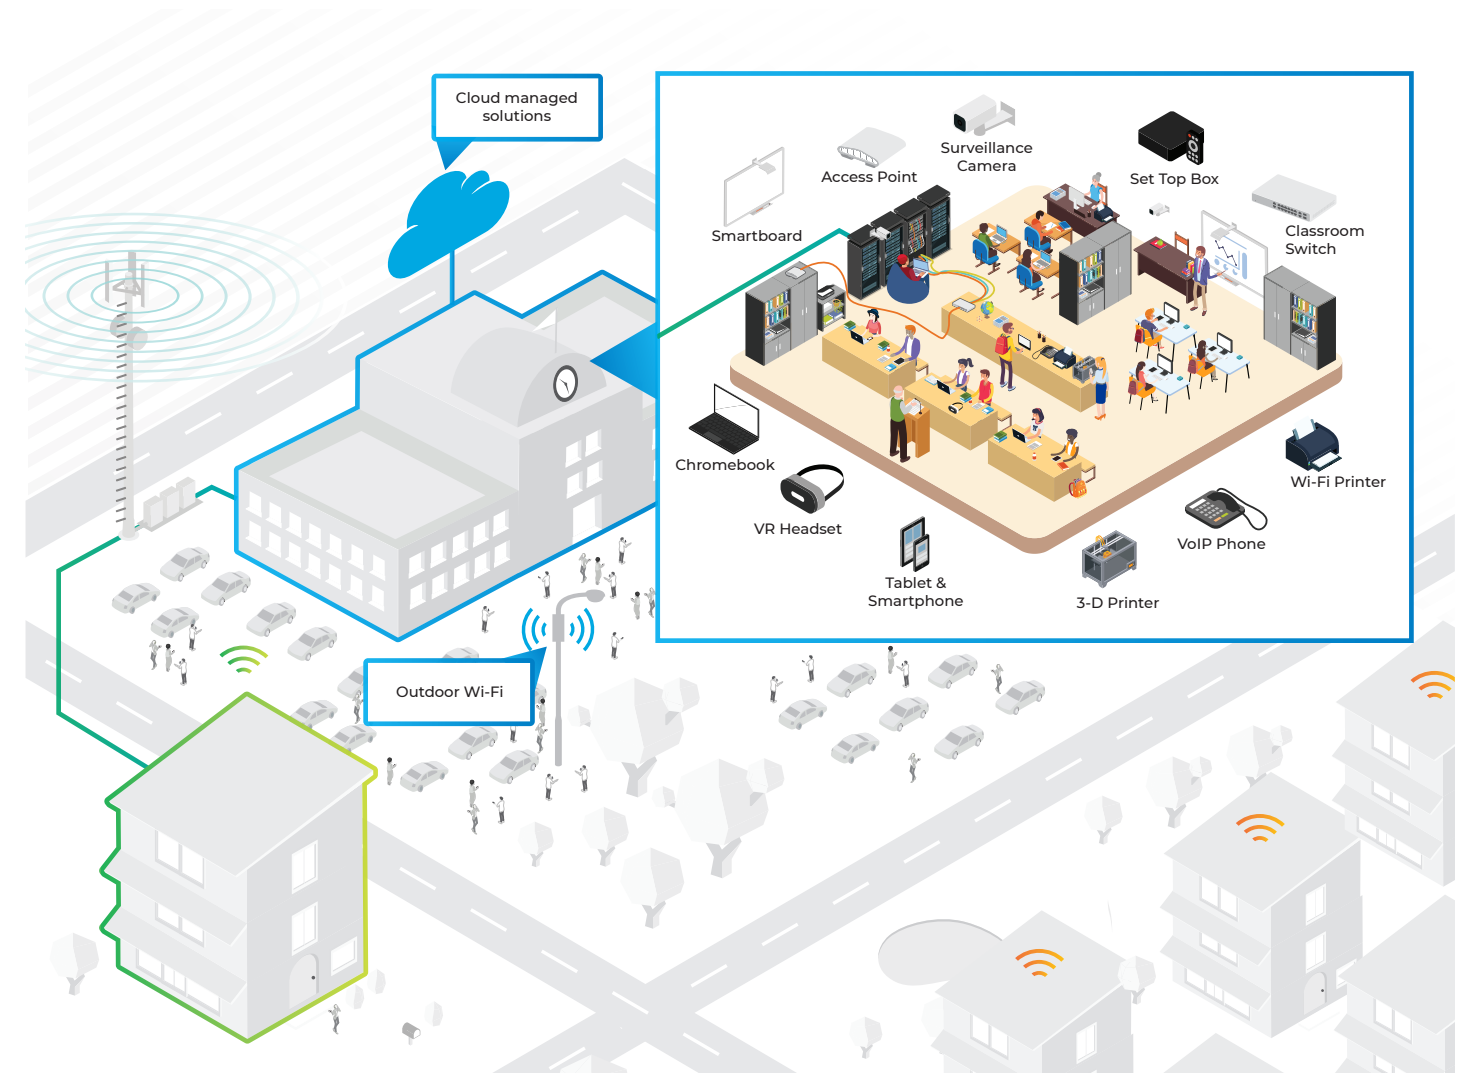 Cloud managed
solutions
Surveillance
Camera
Access Point
Set Top Box
Smartboard
Classroom
Switch
Chromebook
Wi-Fi Printer
VR Headset
VoIP Phone
Tablet &
Smartphone
3-D Printer
Outdoor Wi-Fi